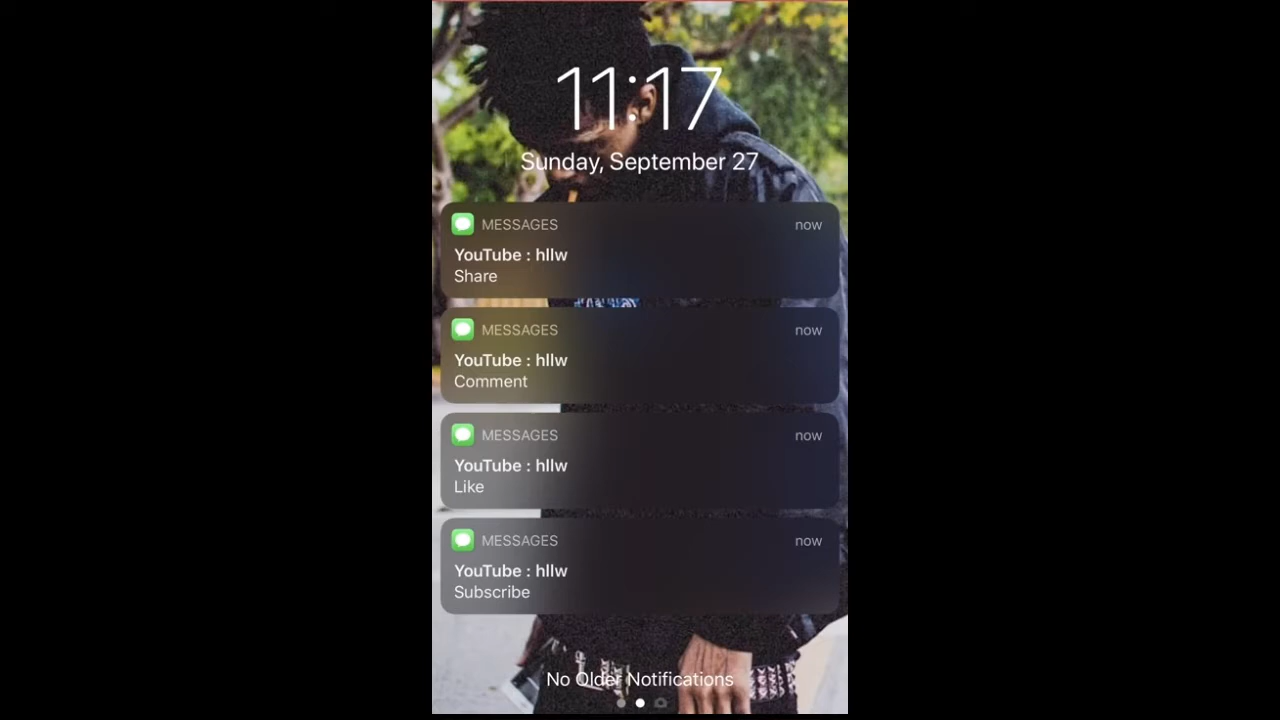 11:17
Sunday, September 27
MESSAGES now
YouTube : hllw
Share
MESSAGES now
YouTube : hllw
Comment
MESSAGES now
YouTube : hllw
Like
MESSAGES now
YouTube : hllw
Subscribe
No Older Notifications